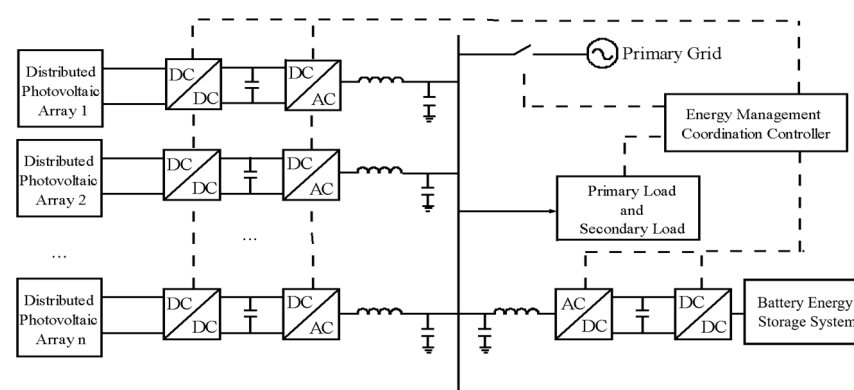 Distributed
Photovoltaic
Array 1
DC
DC
DC
AC
Primary Grid
Energy Management
Coordination Controller
Distributed
Photovoltaic
Array 2
DC
DC
DC
AC
Primary Load
and
Secondary Load
...
...
Distributed
Photovoltaic
Array n
DC
DC
DC
AC
AC
DC
DC
DC
Battery Energy
Storage System